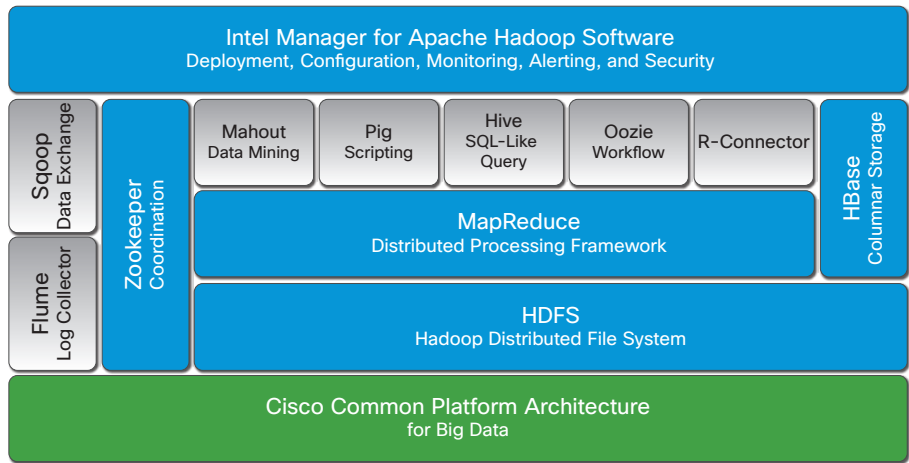 Intel Manager for Apache Hadoop Software
Deployment, Configuration, Monitoring, Alerting, and Security
Sqoop
Data Exchange
Flume
Log Collector
Zookeeper
Coordination
Mahout
Data Mining
Pig
Scripting
Hive
SQL-Like
Query
Oozie
Workflow
R-Connector
HBase
Columnar Storage
MapReduce
Distributed Processing Framework
HDFS
Hadoop Distributed File System
Cisco Common Platform Architecture
for Big Data